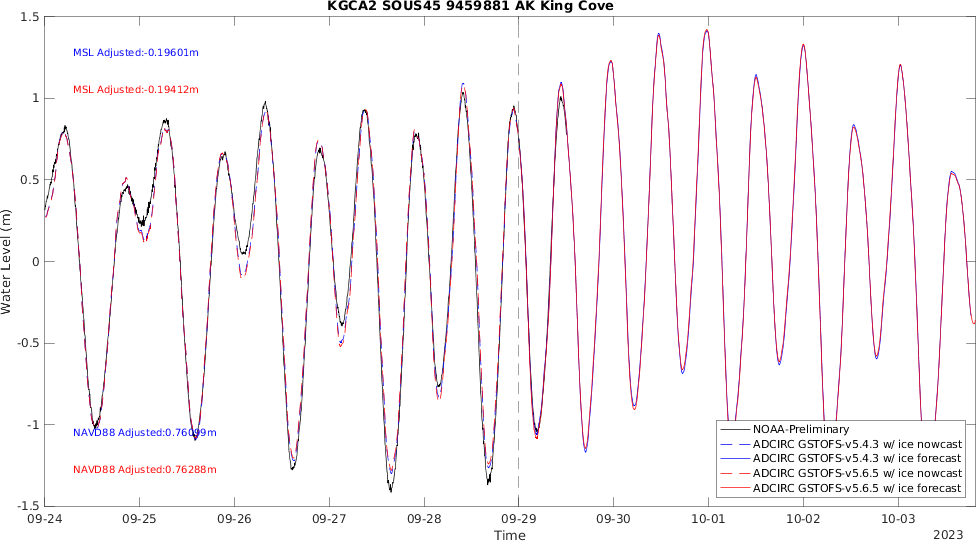 KGCA2 SOUS45 9459881 AK King Cove
1.5
MSL Adjusted:-0.19601m
MSL Adjusted:-0.19412m
1
0.5
0
-0.5
-1
-1.5
Water Level (m)
NAVD88 Adjusted:0.76099m
NAVD88 Adjusted:0.76288m
NOAA-Preliminary
ADCIRC GSTOFS-v5.4.3 w/ ice nowcast
ADCIRC GSTOFS-v5.4.3 w/ ice forecast
ADCIRC GSTOFS-v5.6.5 w/ ice nowcast
ADCIRC GSTOFS-v5.6.5 w/ ice forecast
09-24 09-25 09-26 09-27 09-28 09-29 09-30 10-01 10-02 10-03
Time
2023